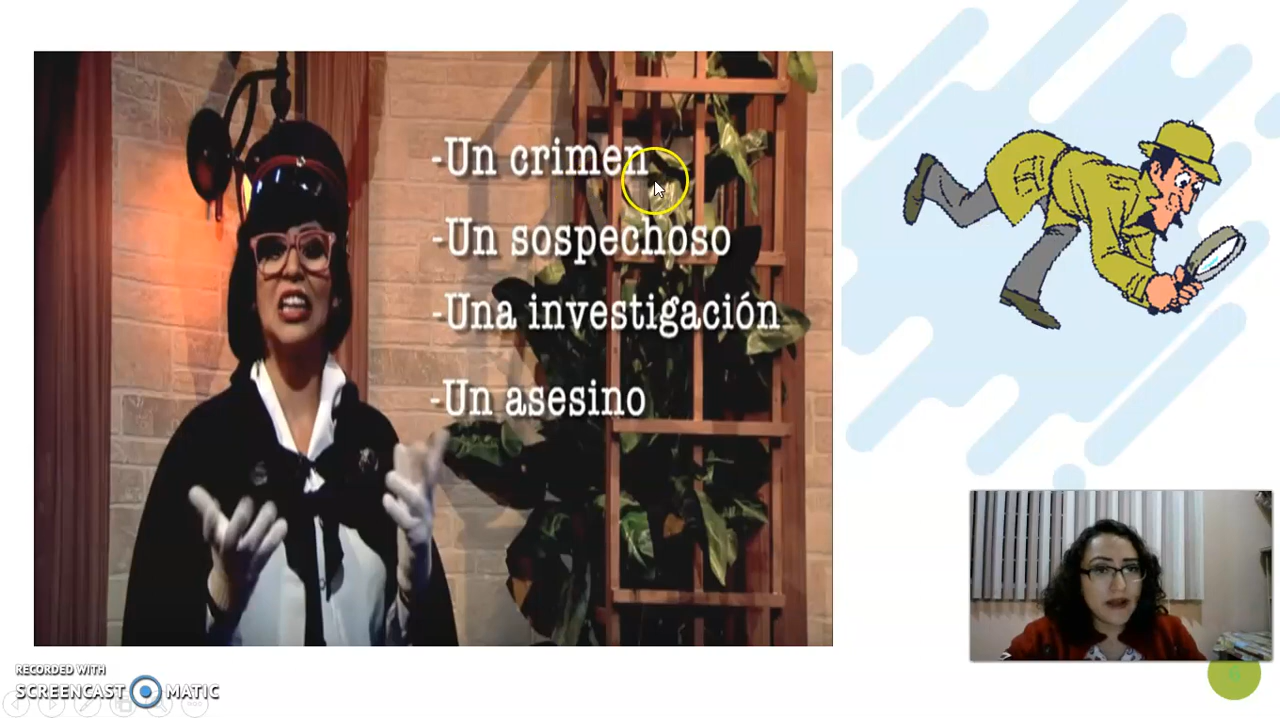 -Un crimen
-Un sospechoso
-Una investigación
-Un asesino
RECORDED WITH
SCREENCAST MATIC